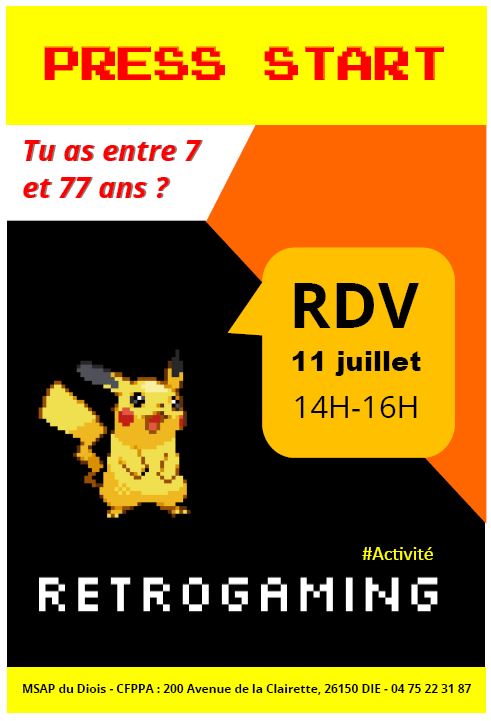 PRESS START
Tu as entre 7
et 77 ans ?
RDV
11 juillet
14H-16H
#Activité
RETROGAMING
MSAP du Diois - CFPPA : 200 Avenue de la Clairette, 26150 DIE - 04 75 22 31 87